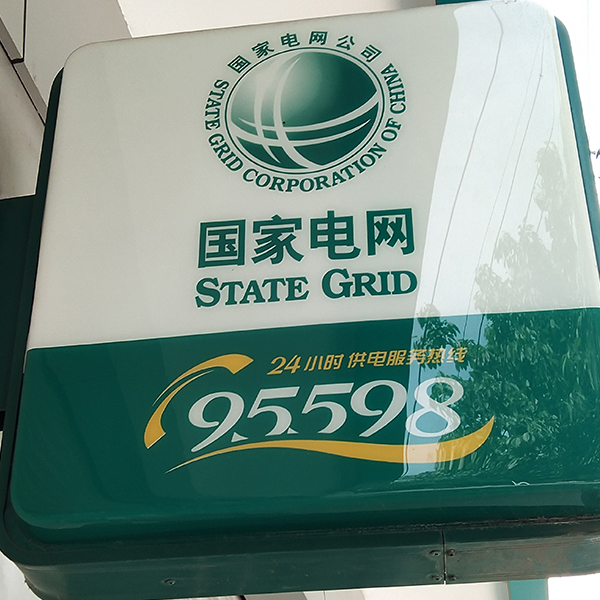 国家电网公司
STATE GRID CORPORATION OF CHINA
国家电网
STATE GRID
24小时供电服务热线
95598